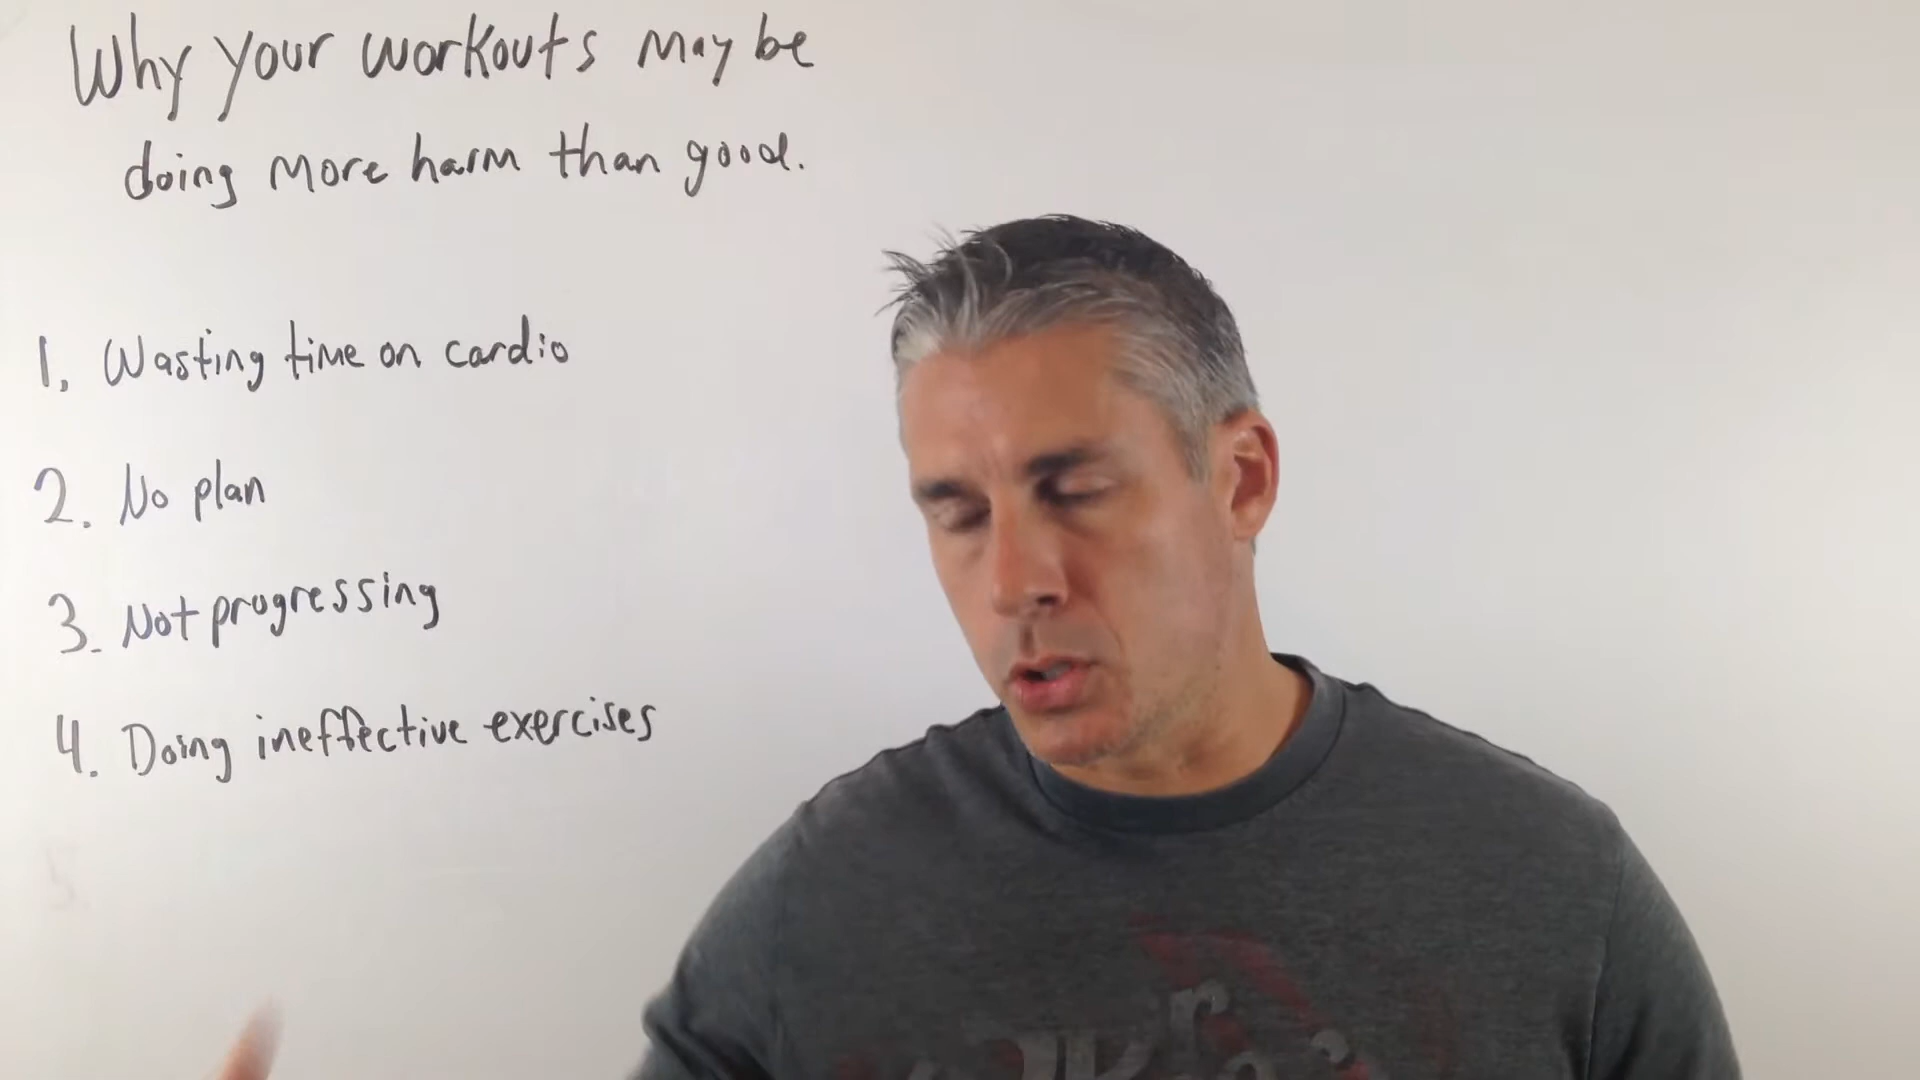 Why your workouts may be
doing more harm than good.
1. Wasting time on cardio
2. No plan
3. Not progressing
4. Doing ineffective exercises
5